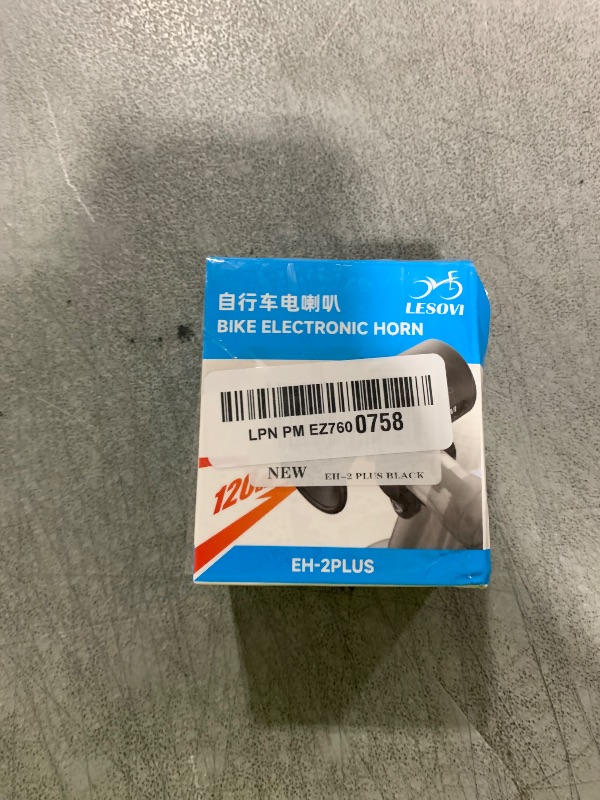 自行车电喇叭
BIKE ELECTRONIC HORN
LESOVI
LPN PM EZ760 0758
NEW EH-2 PLUS BLACK
120
EH-2PLUS